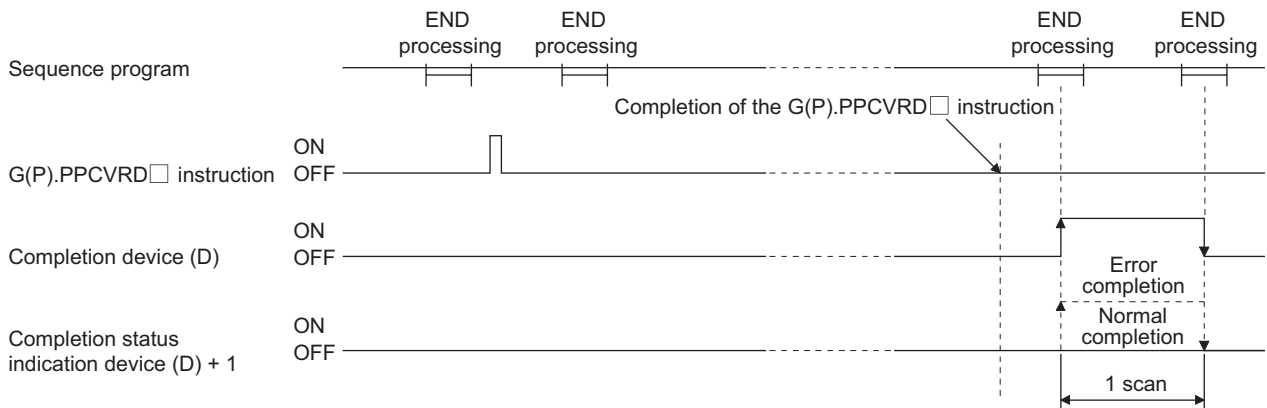 END
processing
END
processing
END
processing
END
processing
Sequence program
Completion of the G(P).PPCVRD□ instruction
ON
G(P).PPCVRD□ instruction OFF
ON
Completion device (D) OFF
Error
completion
ON
Normal
completion
Completion status
indication device (D) + 1
OFF
1 scan